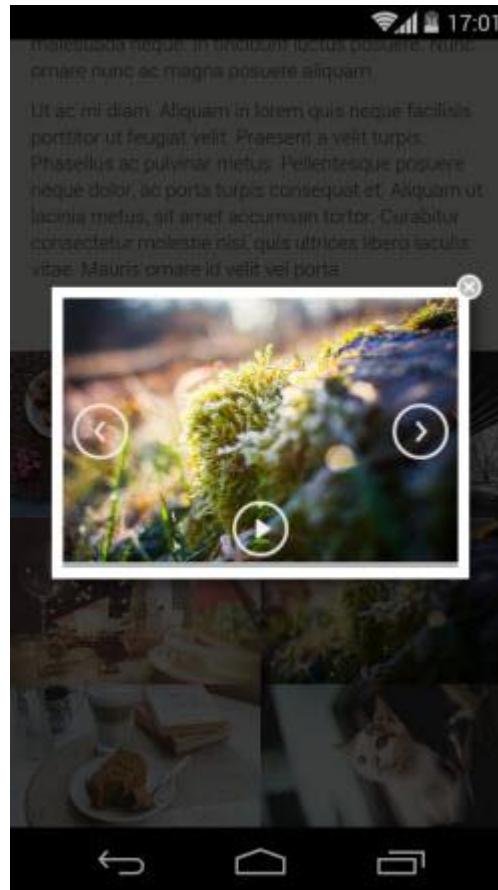 17:01
malesuada neque. In tincidunt luctus posuere. Nunc
ornare nunc ac magna posuere aliquam.
Ut ac mi diam. Aliquam in lorem quis neque facilisis
porttitor ut feugiat velit. Praesent a velit turpis.
Phasellus ac pulvinar metus. Pellentesque posuere
neque dolor, ac porta turpis consequat et. Aliquam ut
lacinia metus, sit amet accumsan tortor. Curabitur
consectetur molestie nisl, quis ultrices libero iaculis
vitae. Mauris ornare id velit vel porta.